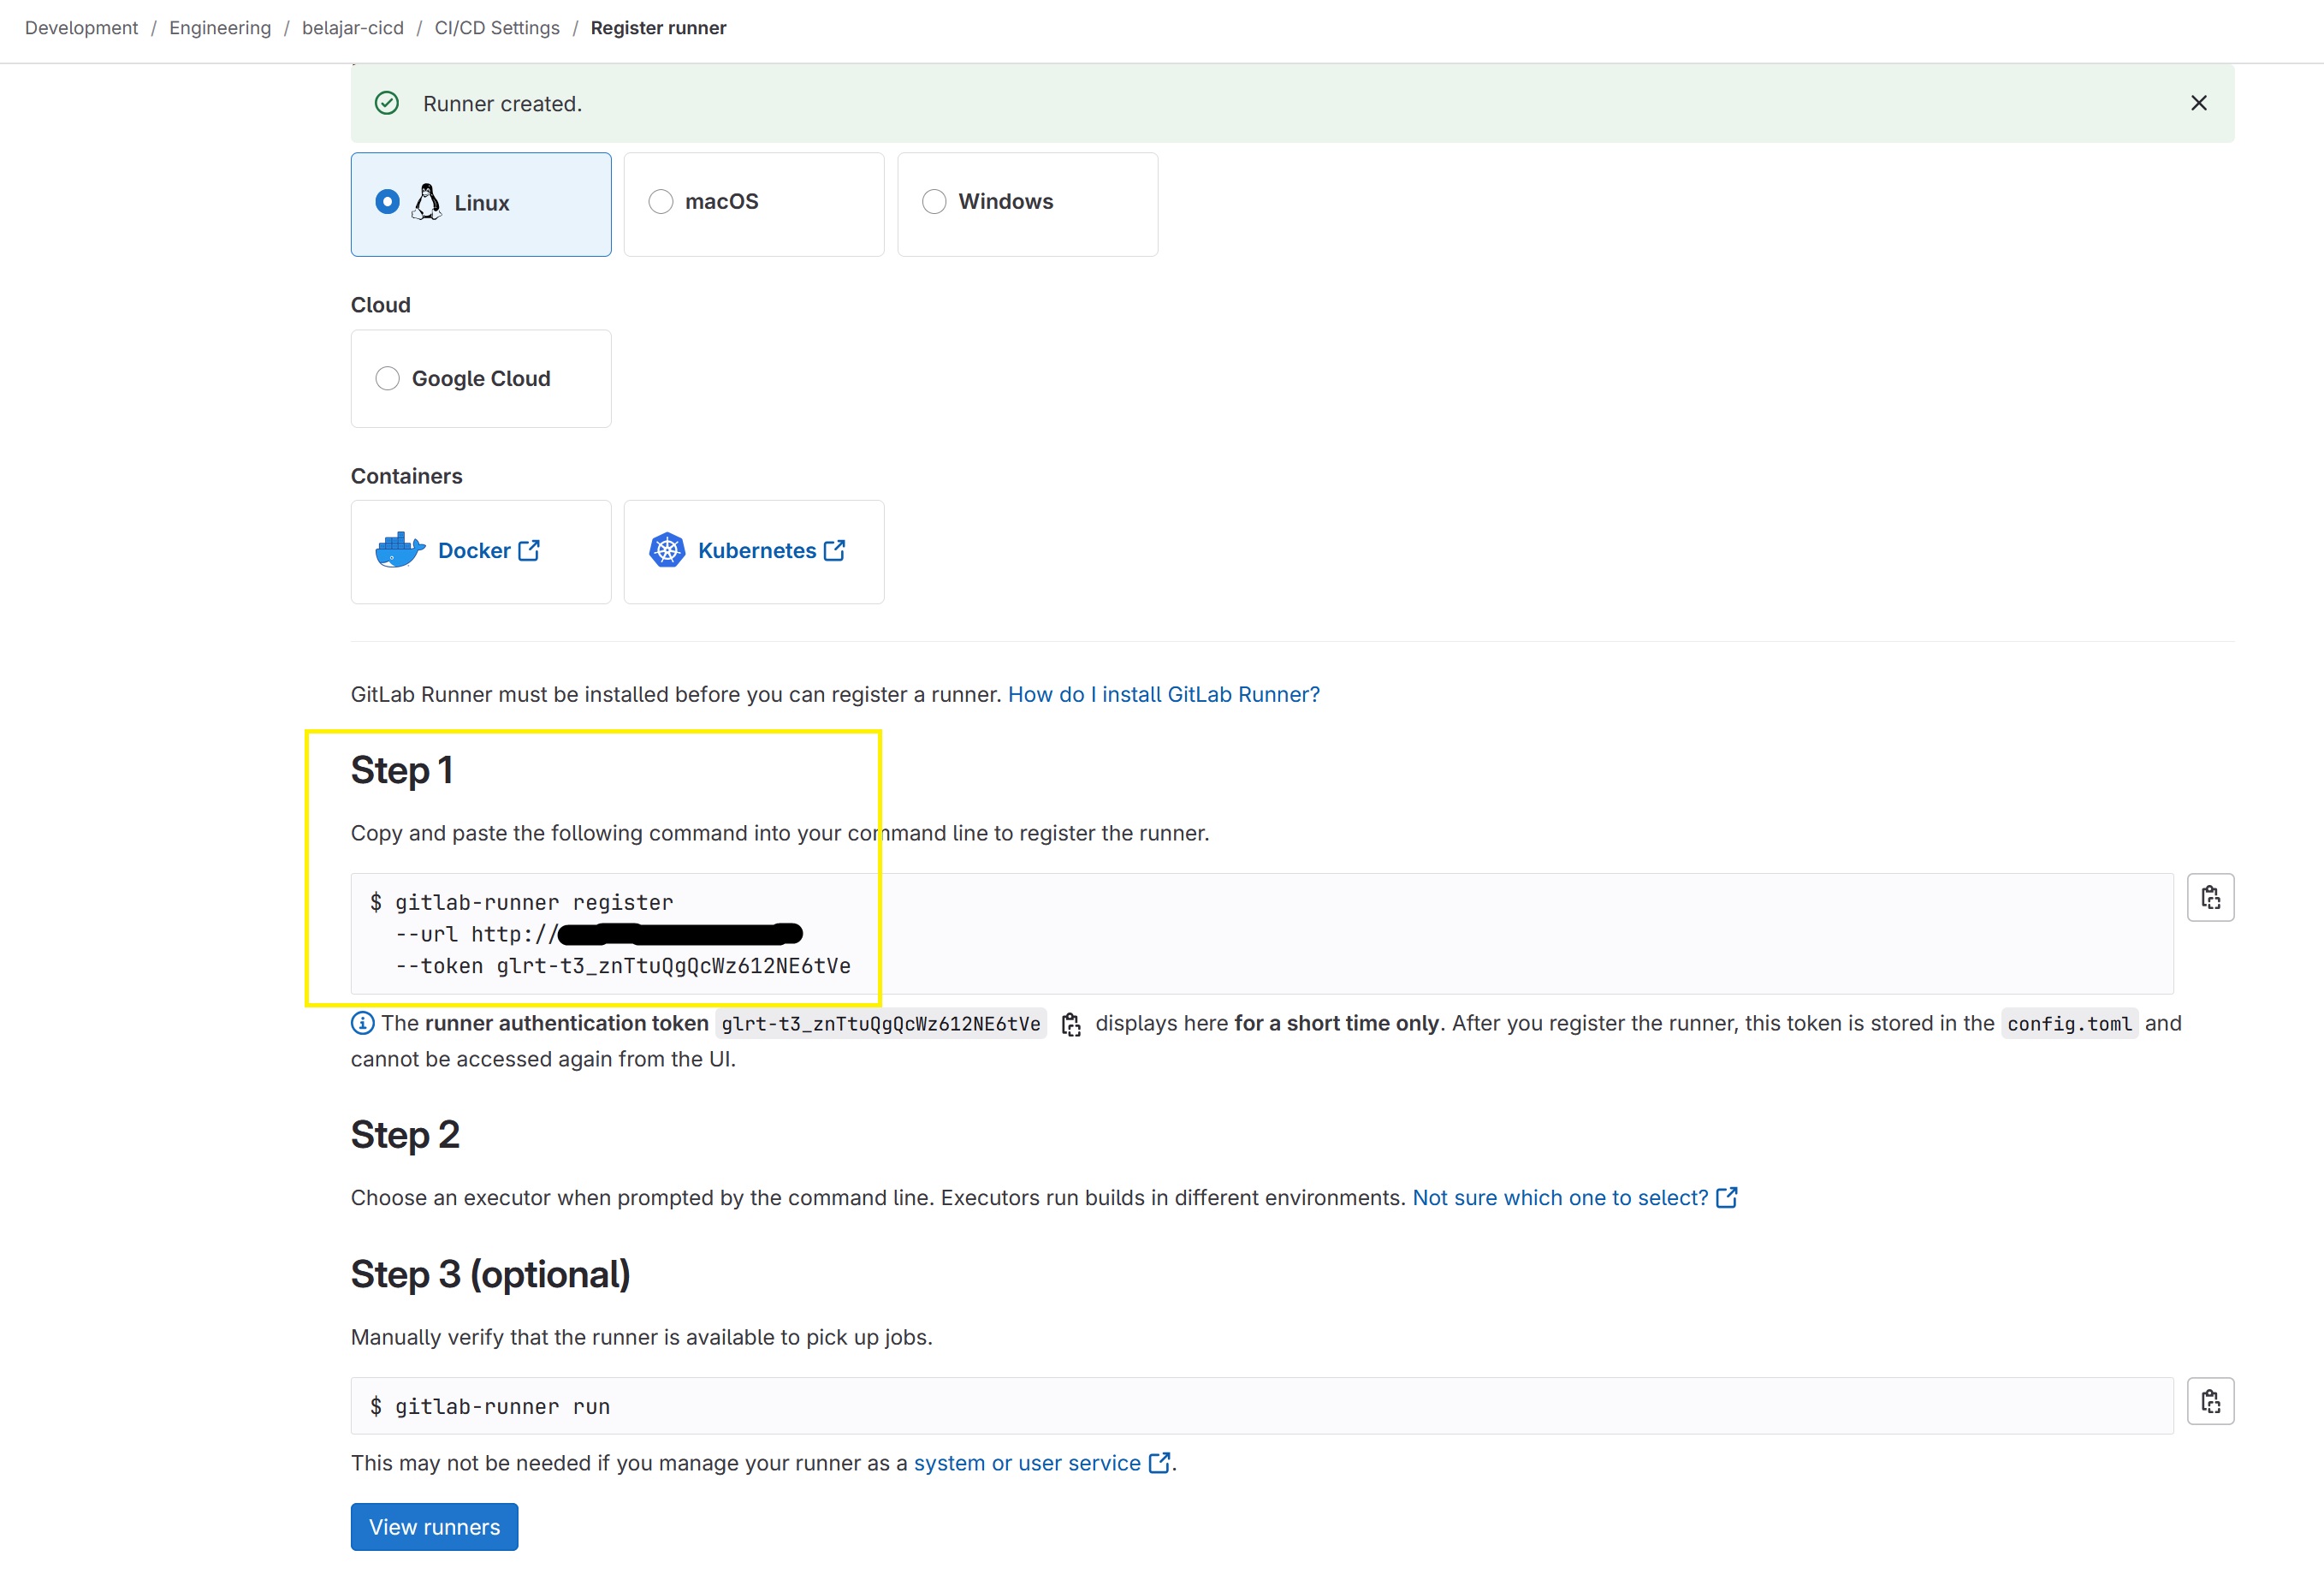 Development / Engineering / belajar-cicd / CI/CD Settings / Register runner
Runner created.
Linux
macOS
Windows
Cloud
Google Cloud
Containers
Docker
Kubernetes
GitLab Runner must be installed before you can register a runner. How do I install GitLab Runner?
Step 1
Copy and paste the following command into your command line to register the runner.
$ gitlab-runner register
--url http://
--token glrt-t3_znTtuQgQcWz612NE6tVe
The runner authentication token glrt-t3_znTtuQgQcWz612NE6tVe displays here for a short time only. After you register the runner, this token is stored in the config.toml and
cannot be accessed again from the UI.
Step 2
Choose an executor when prompted by the command line. Executors run builds in different environments. Not sure which one to select?
Step 3 (optional)
Manually verify that the runner is available to pick up jobs.
$ gitlab-runner run
This may not be needed if you manage your runner as a system or user service.
View runners